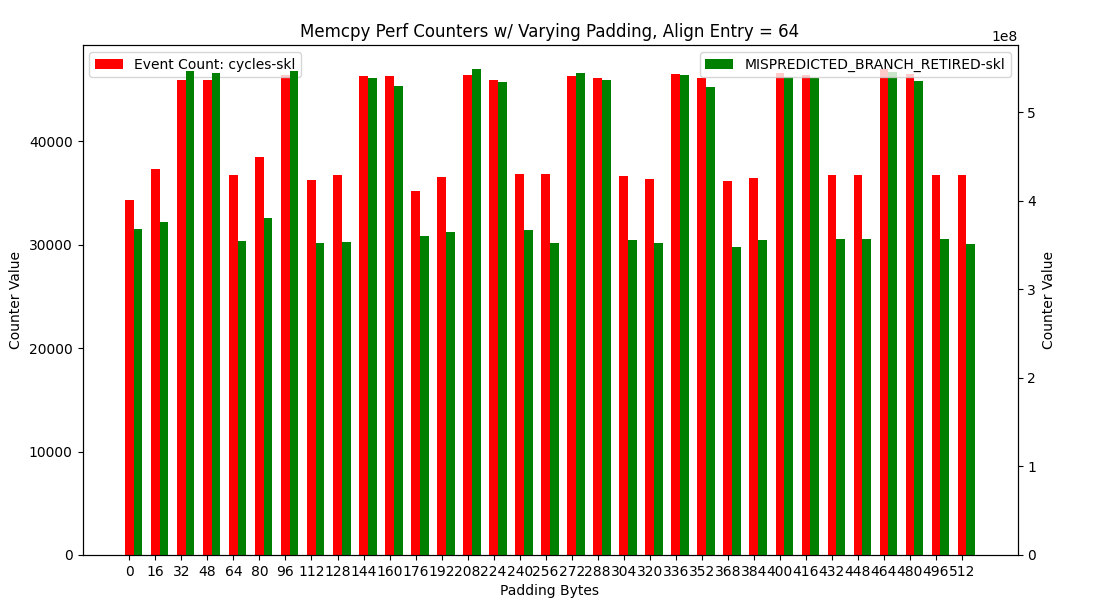 Memcpy Perf Counters w/ Varying Padding, Align Entry = 64
1e8
Event Count: cycles-skl
MISPREDICTED_BRANCH_RETIRED-skl
40000
30000
20000
10000
0
Counter Value
5
4
3
2
1
0
Counter Value
0 16 32 48 64 80 96 112 128 144 160 176 192 208 224 240 256 272 288 304 320 336 352 368 384 400 416 432 448 464 480 496 512
Padding Bytes